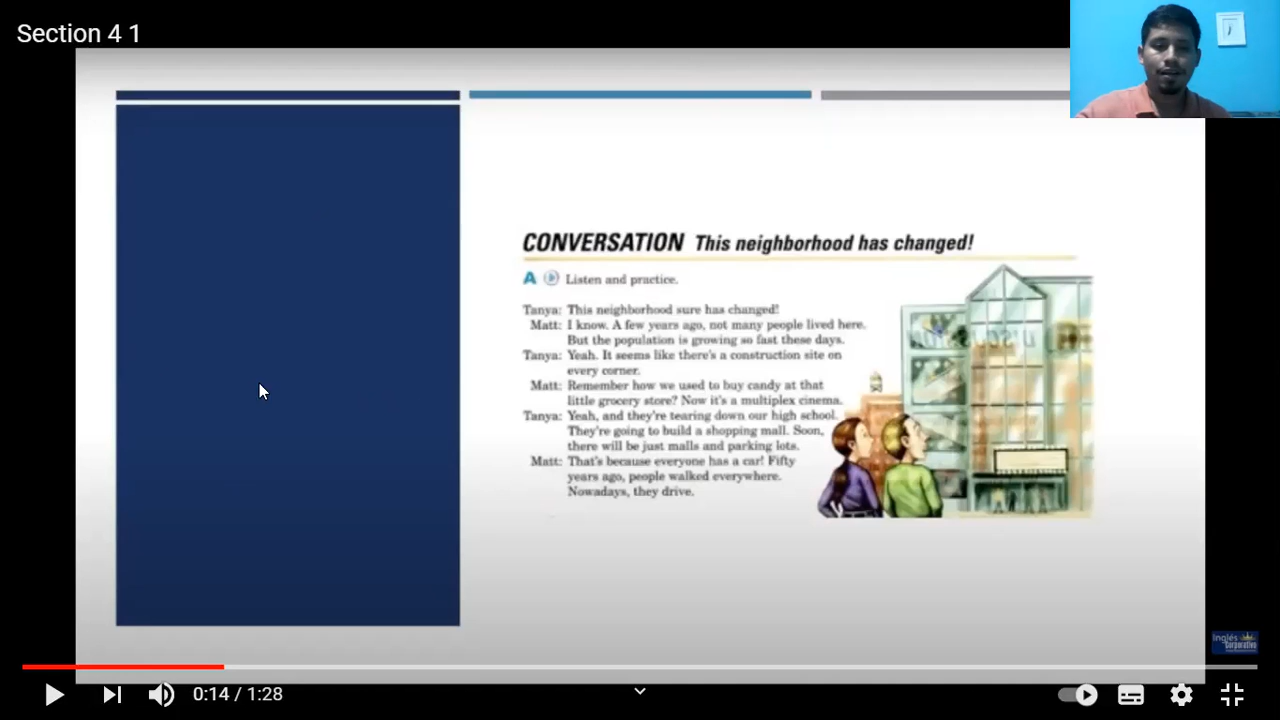 Section 4 1
CONVERSATION This neighborhood has changed!
A Listen and practice.
Tanya: This neighborhood sure has changed!
Matt: I know. A few years ago, not many people lived here.
But the population is growing so fast these days.
Tanya: Yeah. It seems like there's a construction site on
every corner.
Matt: Remember how we used to buy candy at that
little grocery store? Now it's a multiplex cinema.
Tanya: Yeah, and they're tearing down our high school.
They're going to build a shopping mall. Soon,
there will be just malls and parking lots.
Matt: That's because everyone has a car! Fifty
years ago, people walked everywhere.
Nowadays, they drive.
Inglés
Corporativo
0:14 / 1:28